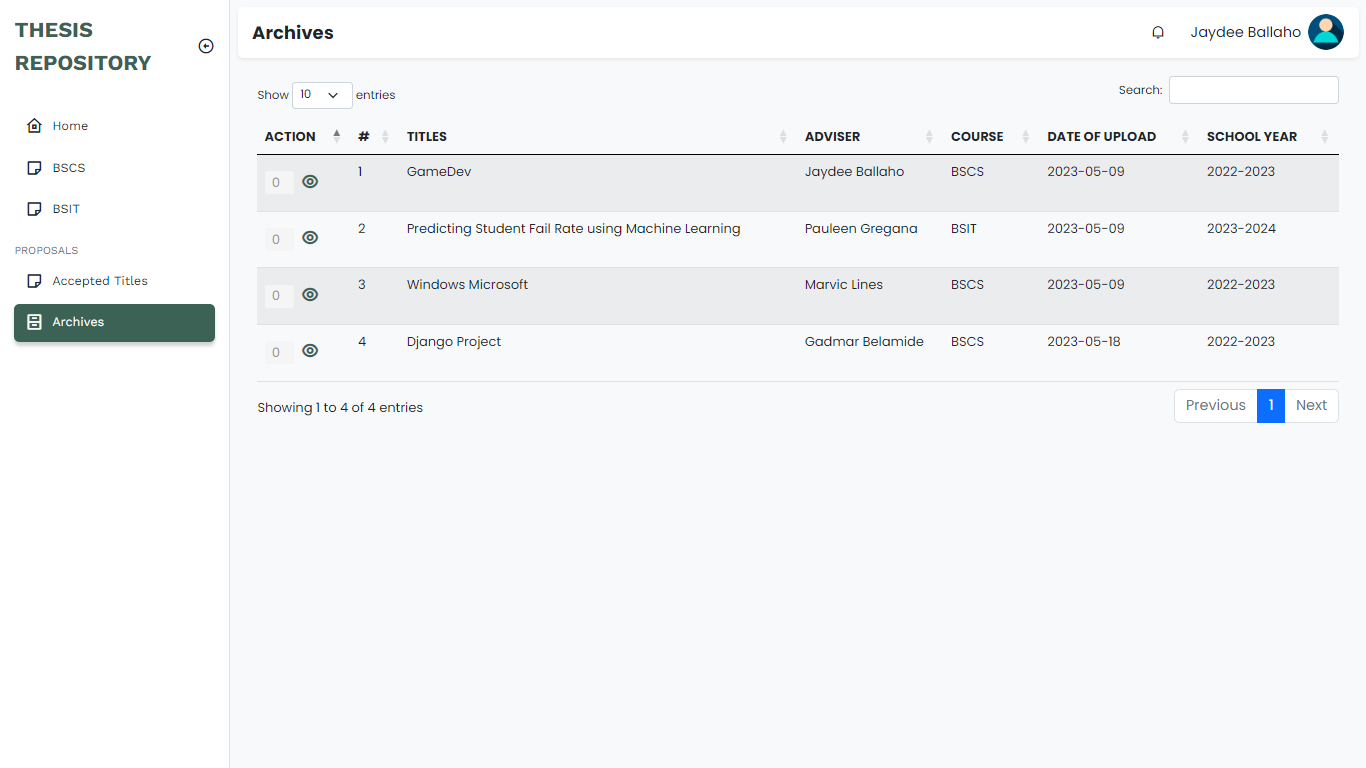 THESIS
REPOSITORY
Home
BSCS
BSIT
PROPOSALS
Accepted Titles
Archives
Archives
Jaydee Ballaho
Show 10 entries
Search:
ACTION # TITLES ADVISER COURSE DATE OF UPLOAD SCHOOL YEAR
0 1 GameDev Jaydee Ballaho BSCS 2023-05-09 2022-2023
0 2 Predicting Student Fail Rate using Machine Learning Pauleen Gregana BSIT 2023-05-09 2023-2024
0 3 Windows Microsoft Marvic Lines BSCS 2023-05-09 2022-2023
0 4 Django Project Gadmar Belamide BSCS 2023-05-18 2022-2023
Showing 1 to 4 of 4 entries
Previous 1 Next